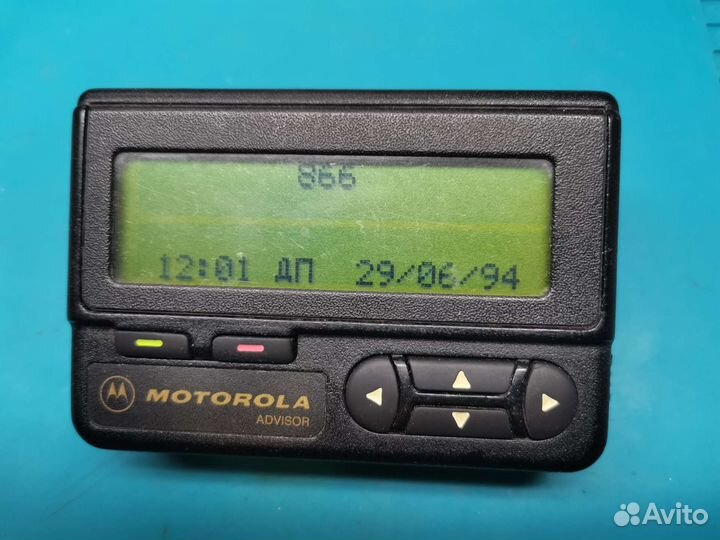 866
12:01 ДП 29/06/94
MOTOROLA
ADVISOR
Avito